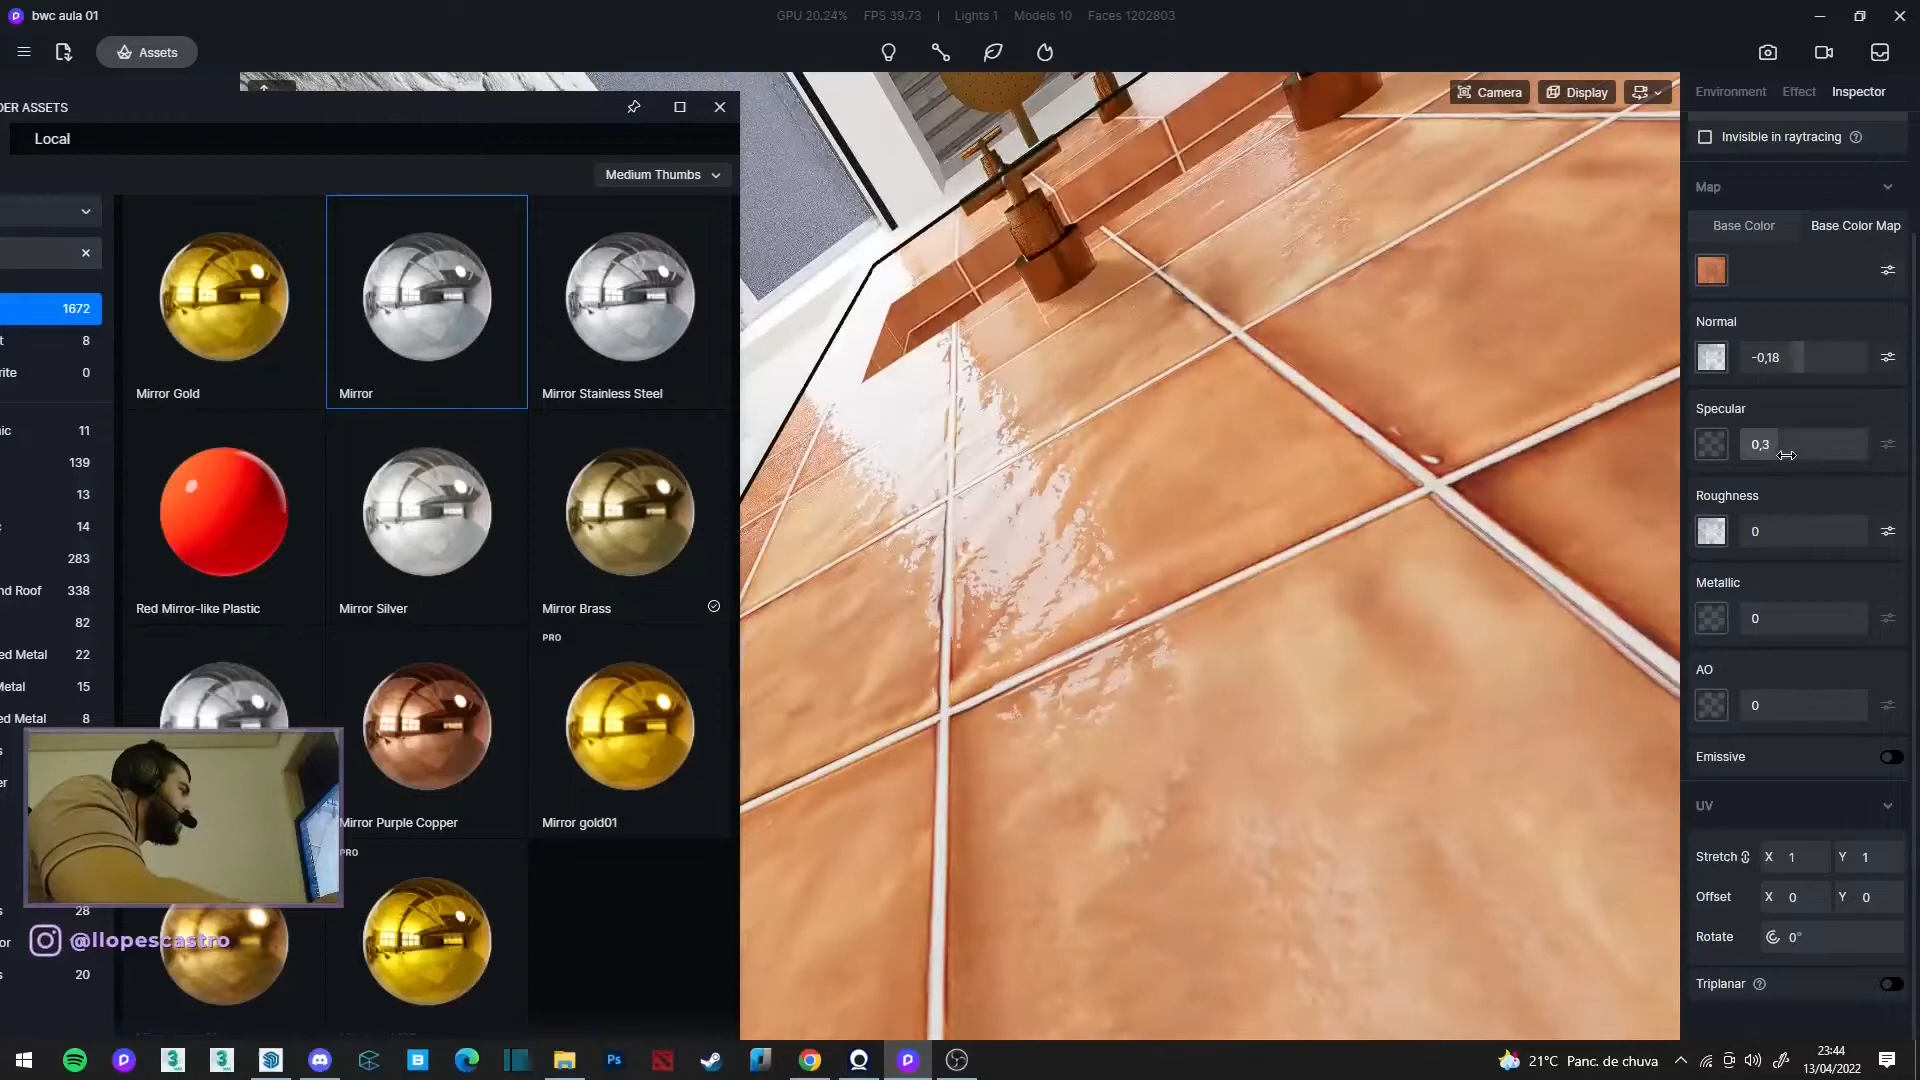 bwc aula 01
GPU 20.24% FPS 39.73 | Lights 1 Models 10 Faces 1202803
Assets
DER ASSETS
Local
Medium Thumbs
1672
t 8
rite 0
ic 11
139
13
14
283
nd Roof 338
82
ed Metal 22
Metal 15
ed Metal 8
28
or
20
Mirror Gold
Mirror
Mirror Stainless Steel
Red Mirror-like Plastic
Mirror Silver
Mirror Brass
PRO
Mirror Purple Copper
Mirror gold01
PRO
@llopescastro
Camera
Display
Environment Effect Inspector
Invisible in raytracing
Map
Base Color Base Color Map
Normal
-0,18
Specular
0,3
Roughness
0
Metallic
0
AO
0
Emissive
UV
Stretch X 1 Y 1
Offset X 0 Y 0
Rotate 0°
Triplanar
21°C Panc. de chuva
23:44
13/04/2022